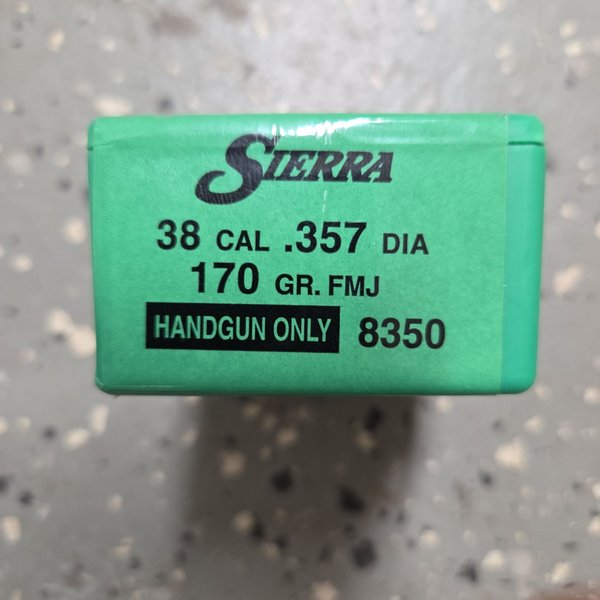 SIERRA
38 CAL .357 DIA
170 GR. FMJ
HANDGUN ONLY 8350